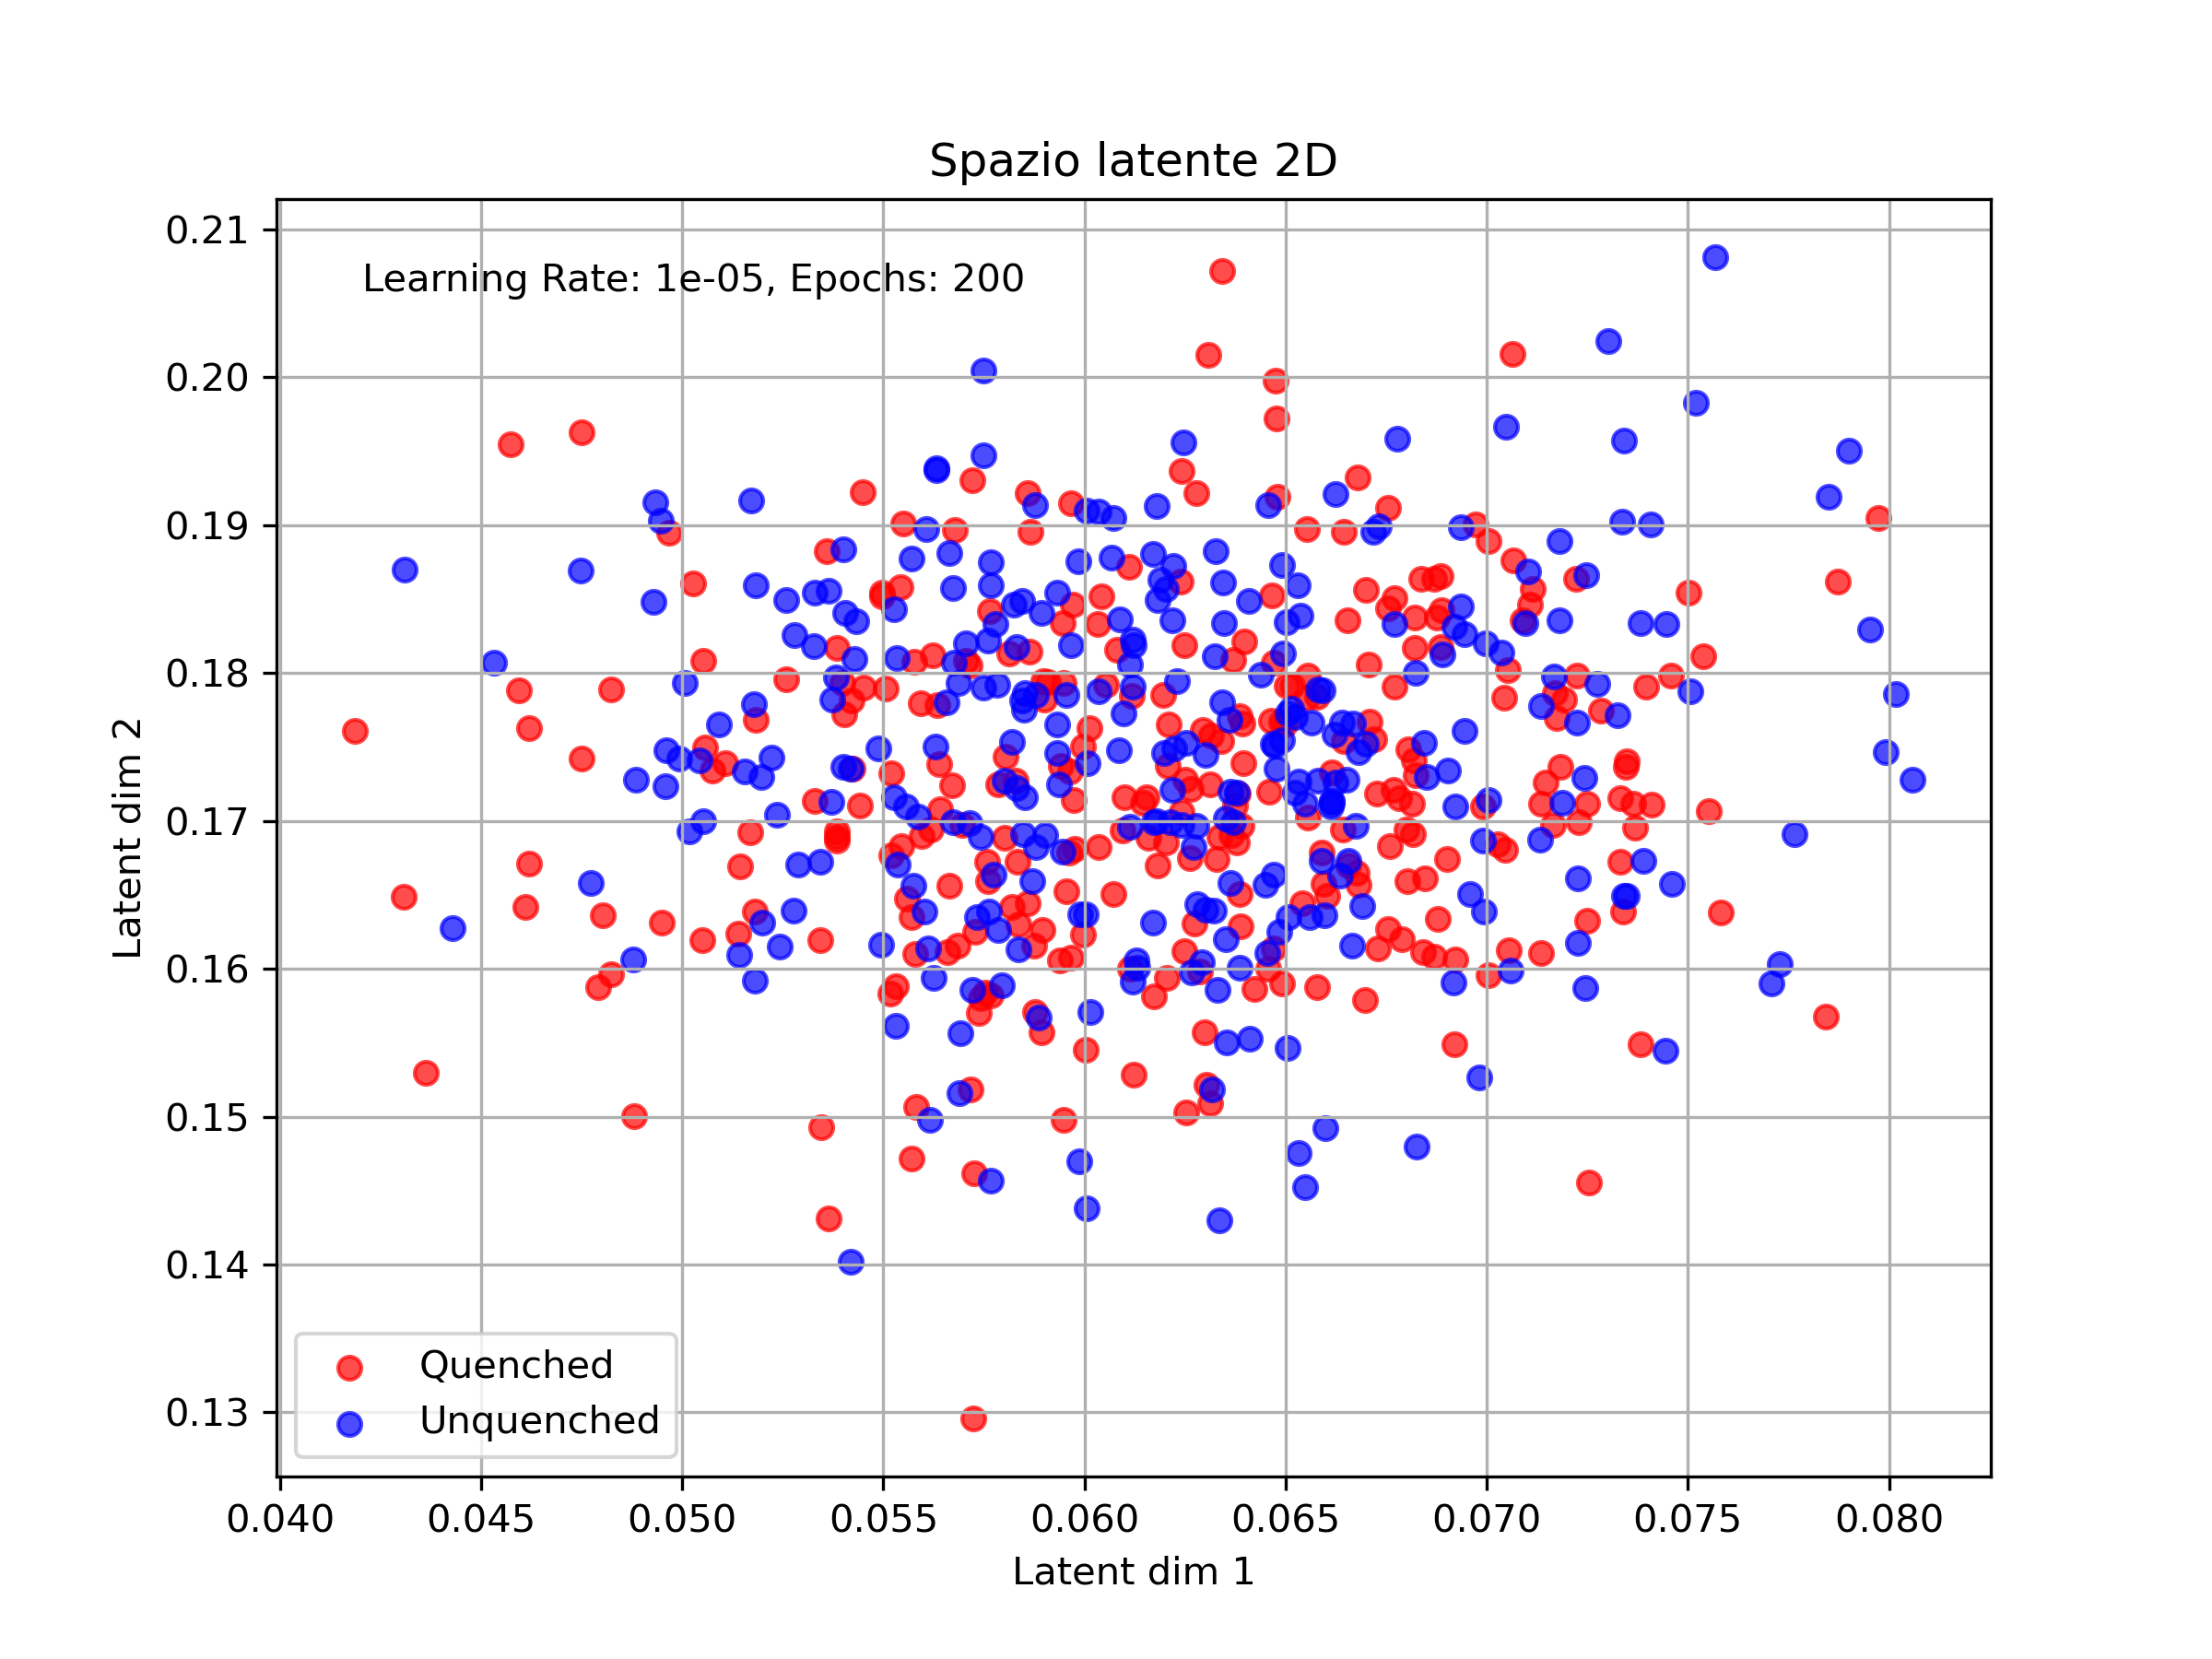 Spazio latente 2D
Learning Rate: 1e-05, Epochs: 200
0.21
0.20
0.19
0.18
0.17
0.16
0.15
0.14
0.13
Latent dim 2
Quenched
Unquenched
0.040 0.045 0.050 0.055 0.060 0.065 0.070 0.075 0.080
Latent dim 1